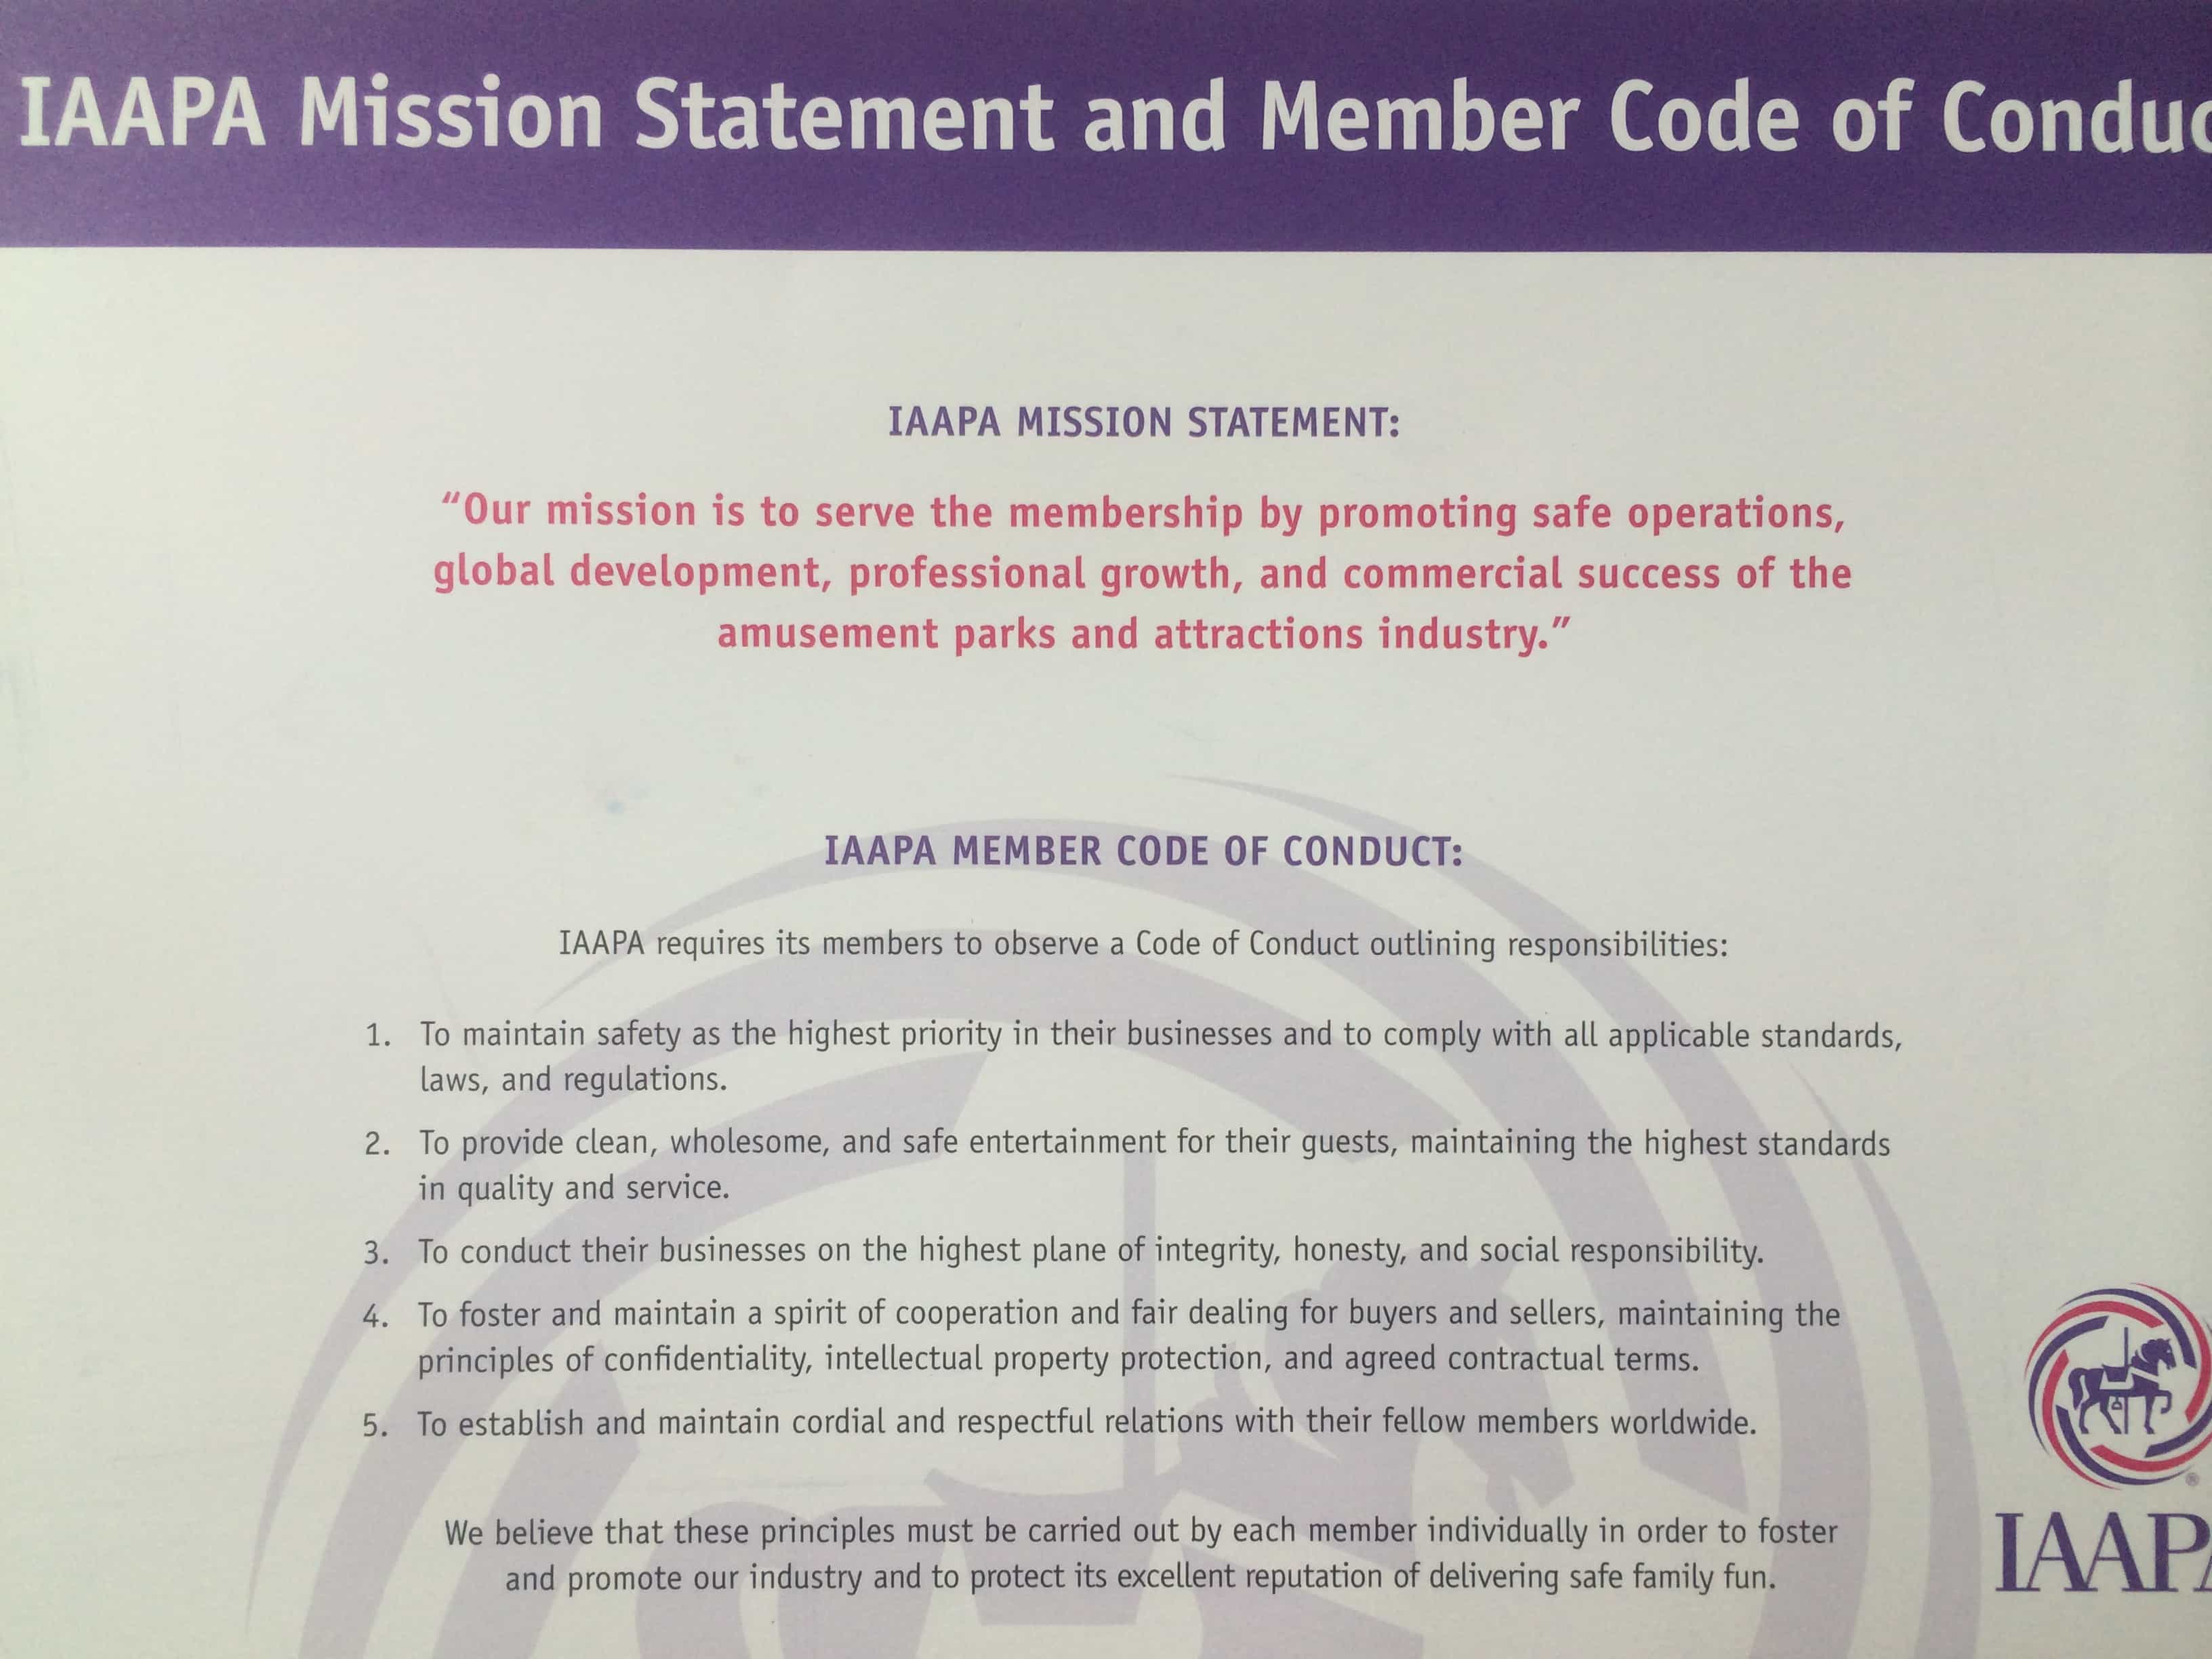 IAAPA Mission Statement and Member Code of Conduc
IAAPA MISSION STATEMENT:
“Our mission is to serve the membership by promoting safe operations,
global development, professional growth, and commercial success of the
amusement parks and attractions industry.”
IAAPA MEMBER CODE OF CONDUCT:
IAAPA requires its members to observe a Code of Conduct outlining responsibilities:
1. To maintain safety as the highest priority in their businesses and to comply with all applicable standards,
laws, and regulations.
2. To provide clean, wholesome, and safe entertainment for their guests, maintaining the highest standards
in quality and service.
3. To conduct their businesses on the highest plane of integrity, honesty, and social responsibility.
4. To foster and maintain a spirit of cooperation and fair dealing for buyers and sellers, maintaining the
principles of confidentiality, intellectual property protection, and agreed contractual terms.
5. To establish and maintain cordial and respectful relations with their fellow members worldwide.
We believe that these principles must be carried out by each member individually in order to foster
and promote our industry and to protect its excellent reputation of delivering safe family fun.
®
IAAPA